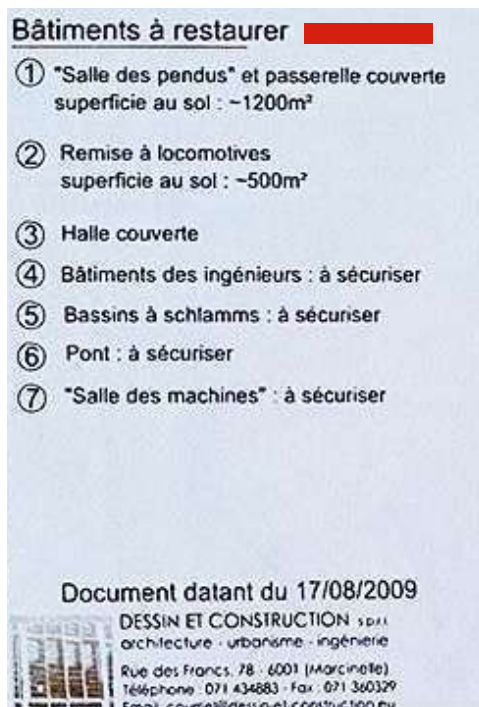 Bâtiments à restaurer
1 "Salle des pendus" et passerelle couverte
superficie au sol : ~1200m²
2 Remise à locomotives
superficie au sol : ~500m²
3 Halle couverte
4 Bâtiments des ingénieurs : à sécuriser
5 Bassins à schlamms : à sécuriser
6 Pont : à sécuriser
7 "Salle des machines" : à sécuriser
Document datant du 17/08/2009
DESSIN ET CONSTRUCTION s.p.r.l.
architecture - urbanisme - ingénierie
Rue des Francs, 78 - 6001 (Marcinelle)
Téléphone : 071 434883 - Fax : 071 360329
Email